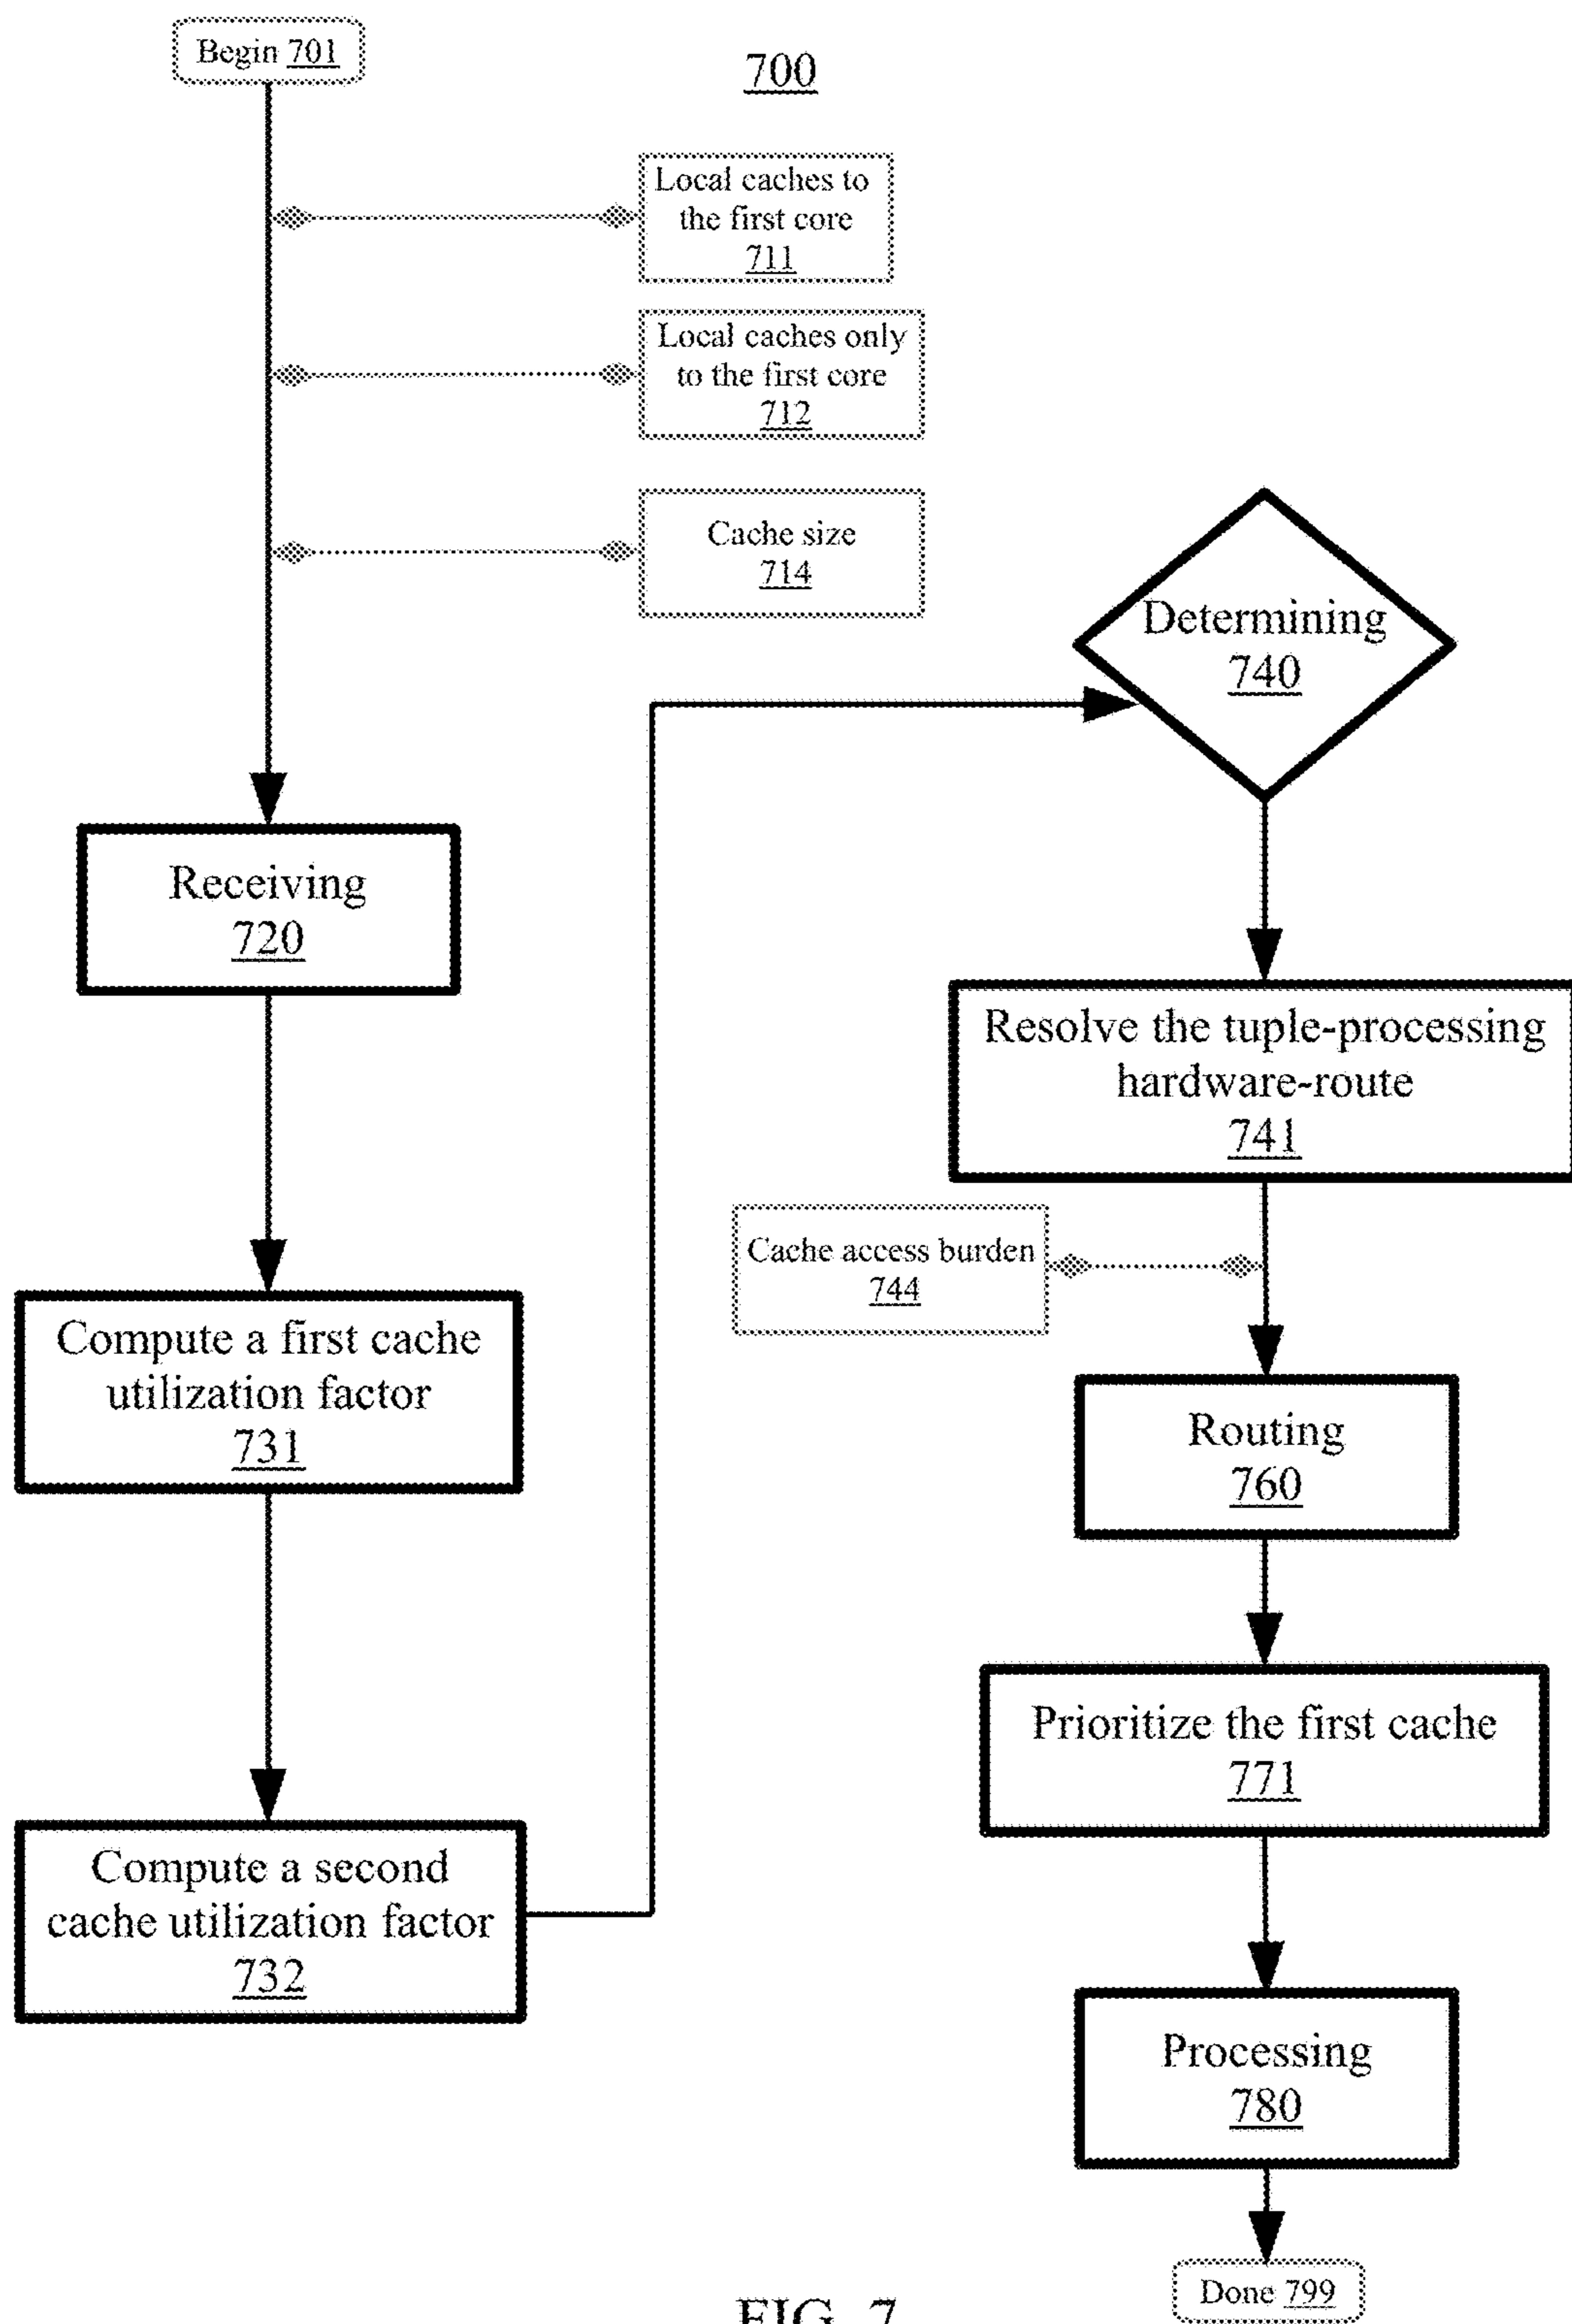 Begin 701
700
Local caches to
the first core
711
Local caches only
to the first core
712
Cache size
714
Receiving
720
Compute a first cache
utilization factor
731
Compute a second
cache utilization factor
732
Determining
740
Resolve the tuple-processing
hardware-route
741
Cache access burden
744
Routing
760
Prioritize the first cache
771
Processing
780
Done 799
FIG. 7